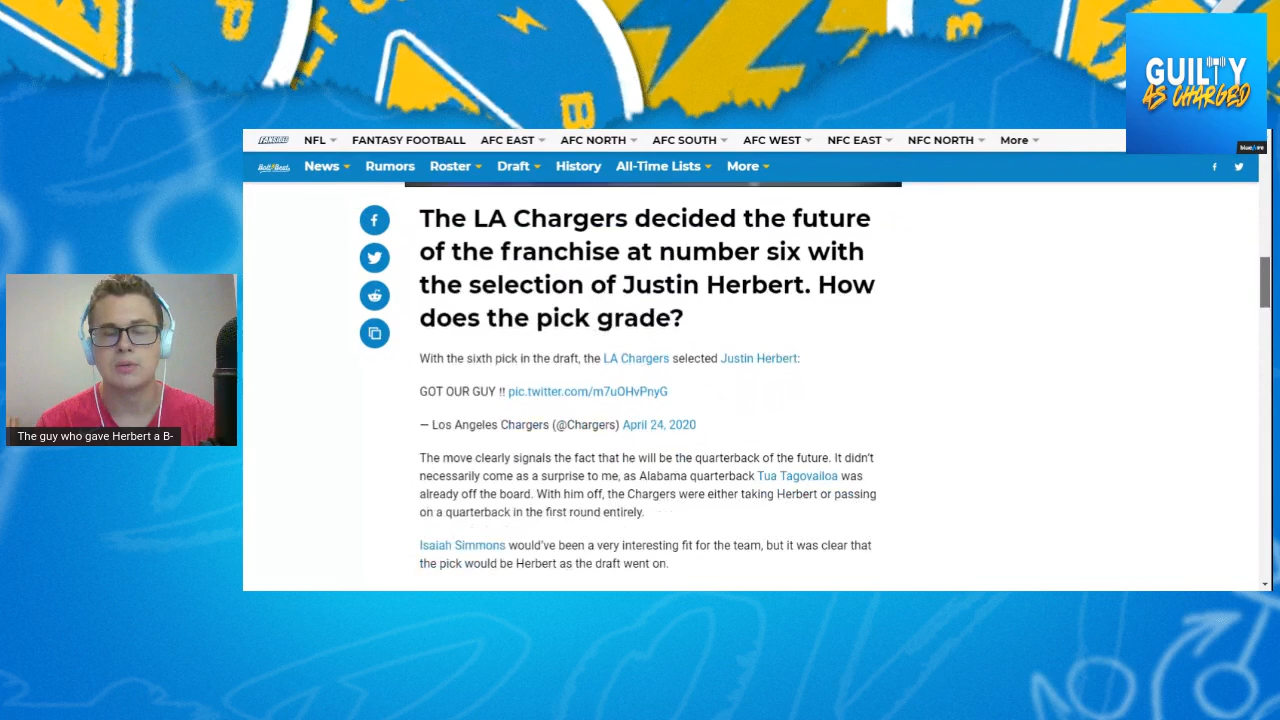 GUILTY
AS CHARGED
blue wire
FANSIDED
NFL
FANTASY FOOTBALL
AFC EAST
AFC NORTH
AFC SOUTH
AFC WEST
NFC EAST
NFC NORTH
More
Bolt Beat
News
Rumors
Roster
Draft
History
All-Time Lists
More
The LA Chargers decided the future
of the franchise at number six with
the selection of Justin Herbert. How
does the pick grade?
With the sixth pick in the draft, the LA Chargers selected Justin Herbert:
GOT OUR GUY !! pic.twitter.com/m7uOHvPnyG
— Los Angeles Chargers (@Chargers) April 24, 2020
The move clearly signals the fact that he will be the quarterback of the future. It didn't
necessarily come as a surprise to me, as Alabama quarterback Tua Tagovailoa was
already off the board. With him off, the Chargers were either taking Herbert or passing
on a quarterback in the first round entirely.
Isaiah Simmons would've been a very interesting fit for the team, but it was clear that
the pick would be Herbert as the draft went on.
The guy who gave Herbert a B-